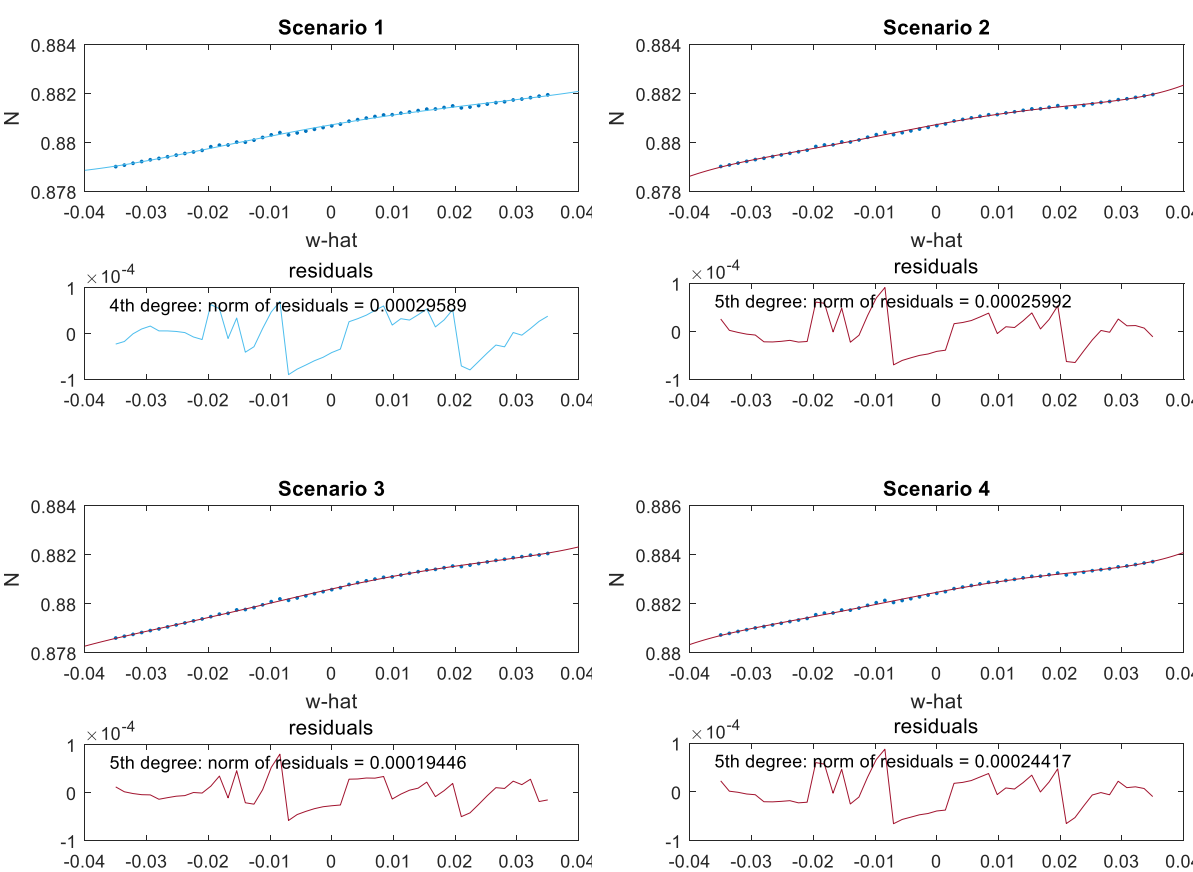 Scenario 1
0.884
0.882
0.88
0.878
N
-0.04 -0.03 -0.02 -0.01 0 0.01 0.02 0.03 0.04
w-hat
residuals
×10-4
1
0
-1
4th degree: norm of residuals = 0.00029589
-0.04 -0.03 -0.02 -0.01 0 0.01 0.02 0.03 0.04
Scenario 2
0.884
0.882
0.88
0.878
N
-0.04 -0.03 -0.02 -0.01 0 0.01 0.02 0.03 0.04
w-hat
residuals
×10-4
1
0
-1
5th degree: norm of residuals = 0.00025992
-0.04 -0.03 -0.02 -0.01 0 0.01 0.02 0.03 0.04
Scenario 3
0.884
0.882
0.88
0.878
N
-0.04 -0.03 -0.02 -0.01 0 0.01 0.02 0.03 0.04
w-hat
residuals
×10-4
1
0
-1
5th degree: norm of residuals = 0.00019446
-0.04 -0.03 -0.02 -0.01 0 0.01 0.02 0.03 0.04
Scenario 4
0.886
0.884
0.882
0.88
N
-0.04 -0.03 -0.02 -0.01 0 0.01 0.02 0.03 0.04
w-hat
residuals
×10-4
1
0
-1
5th degree: norm of residuals = 0.00024417
-0.04 -0.03 -0.02 -0.01 0 0.01 0.02 0.03 0.04